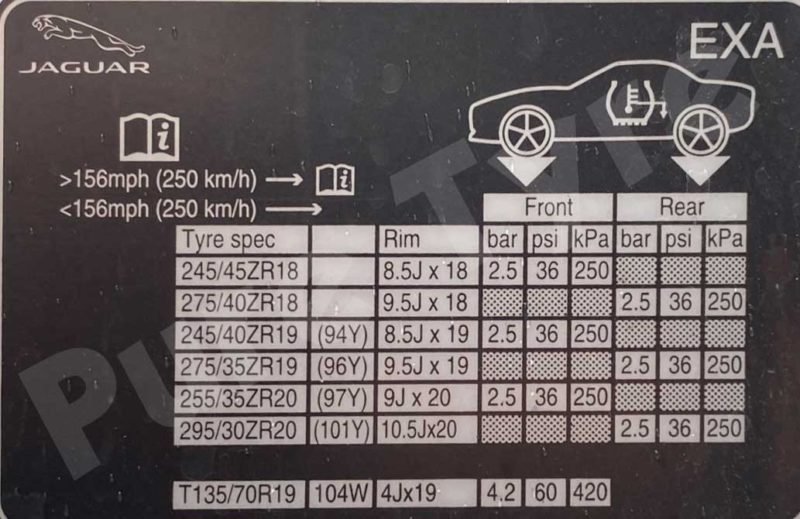 JAGUAR
EXA
>156mph (250 km/h)
<156mph (250 km/h)
Front Rear
Tyre spec Rim bar psi kPa bar psi kPa
245/45ZR18 8.5J x 18 2.5 36 250
275/40ZR18 9.5J x 18 2.5 36 250
245/40ZR19 (94Y) 8.5J x 19 2.5 36 250
275/35ZR19 (96Y) 9.5J x 19 2.5 36 250
255/35ZR20 (97Y) 9J x 20 2.5 36 250
295/30ZR20 (101Y) 10.5Jx20 2.5 36 250
T135/70R19 104W 4Jx19 4.2 60 420